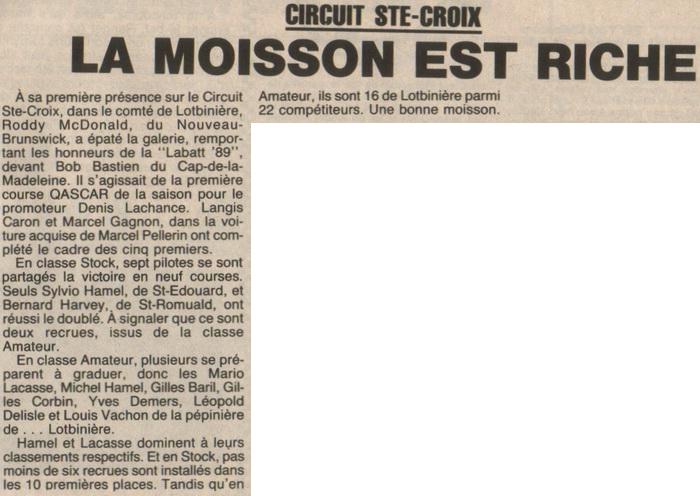 CIRCUIT STE-CROIX
LA MOISSON EST RICHE
À sa première présence sur le Circuit
Ste-Croix, dans le comté de Lotbinière,
Roddy McDonald, du Nouveau-
Brunswick, a épaté la galerie, rempor-
tant les honneurs de la ''Labatt '89'',
devant Bob Bastien du Cap-de-la-
Madeleine. Il s'agissait de la première
course QASCAR de la saison pour le
promoteur Denis Lachance. Langis
Caron et Marcel Gagnon, dans la voi-
ture acquise de Marcel Pellerin ont com-
plété le cadre des cinq premiers.
En classe Stock, sept pilotes se sont
partagés la victoire en neuf courses.
Seuls Sylvio Hamel, de St-Edouard, et
Bernard Harvey, de St-Romuald, ont
réussi le doublé. À signaler que ce sont
deux recrues, issus de la classe
Amateur.
En classe Amateur, plusieurs se pré-
parent à graduer, donc les Mario
Lacasse, Michel Hamel, Gilles Baril, Gil-
les Corbin, Yves Demers, Léopold
Delisle et Louis Vachon de la pépinière
de . . . Lotbinière.
Hamel et Lacasse dominent à leurs
classements respectifs. Et en Stock, pas
moins de six recrues sont installés dans
les 10 premières places. Tandis qu'en
Amateur, ils sont 16 de Lotbinière parmi
22 compétiteurs. Une bonne moisson.